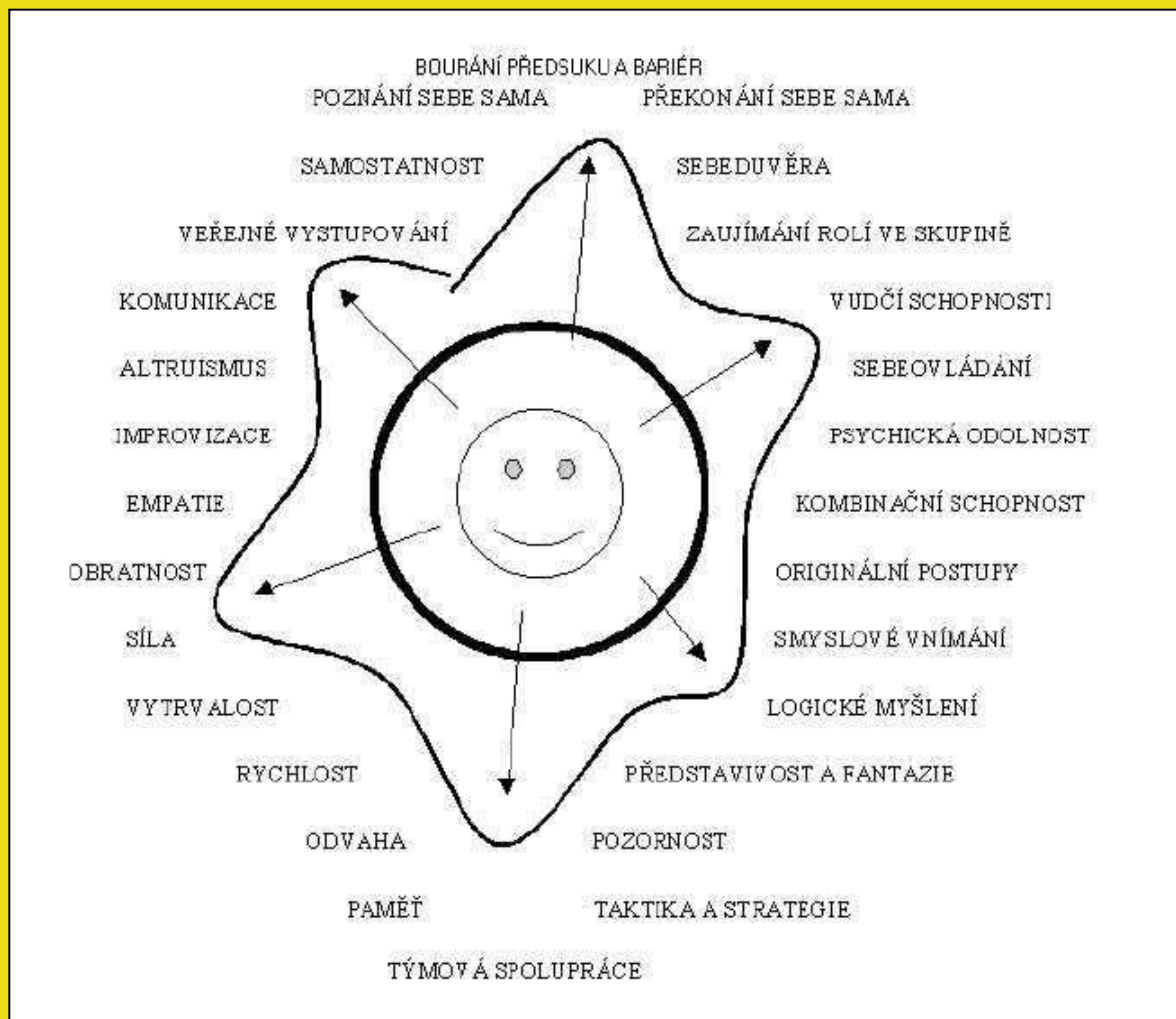 BOURÁNÍ PŘEDSUKU A BARIÉR
POZNÁNÍ SEBE SAMA PŘEKONÁNÍ SEBE SAMA
SAMOSTATNOST SEBEDUVĚRA
VEŘEJNÉ VYSTUPOVÁNÍ ZAUJÍMÁNÍ ROLÍ VE SKUPINĚ
KOMUNIKACE VUDČÍ SCHOPNOSTI
ALTRUISMUS SEBEOVLÁDÁNÍ
IMPROVIZACE PSYCHICKÁ ODOLNOST
EMPATIE KOMBINAČNÍ SCHOPNOST
OBRATNOST ORIGINÁLNÍ POSTUPY
SÍLA SMYSLOVÉ VNÍMÁNÍ
VYTRVALOST LOGICKÉ MYŠLENÍ
RYCHLOST PŘEDSTAVIVOST A FANTAZIE
ODVAHA POZORNOST
PAMĚŤ TAKTIKA A STRATEGIE
TÝMOVÁ SPOLUPRÁCE